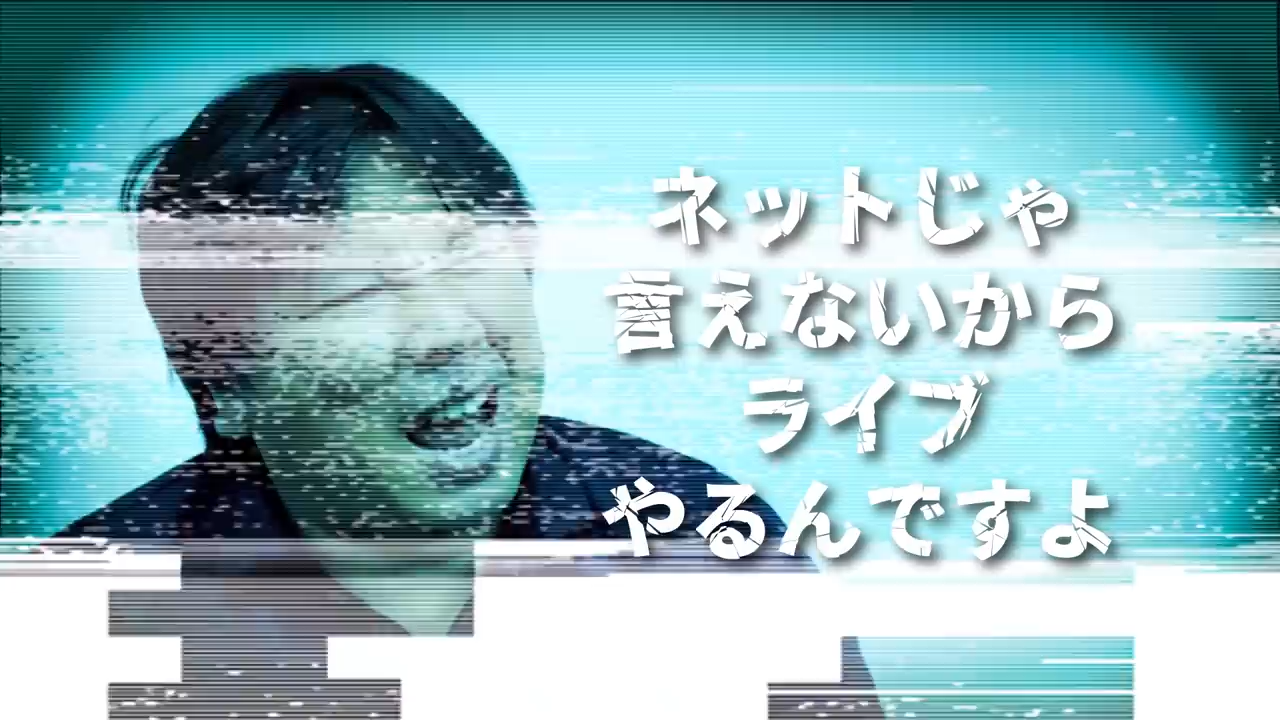 ネットじゃ
言えないから
ライブ
やるんですよ